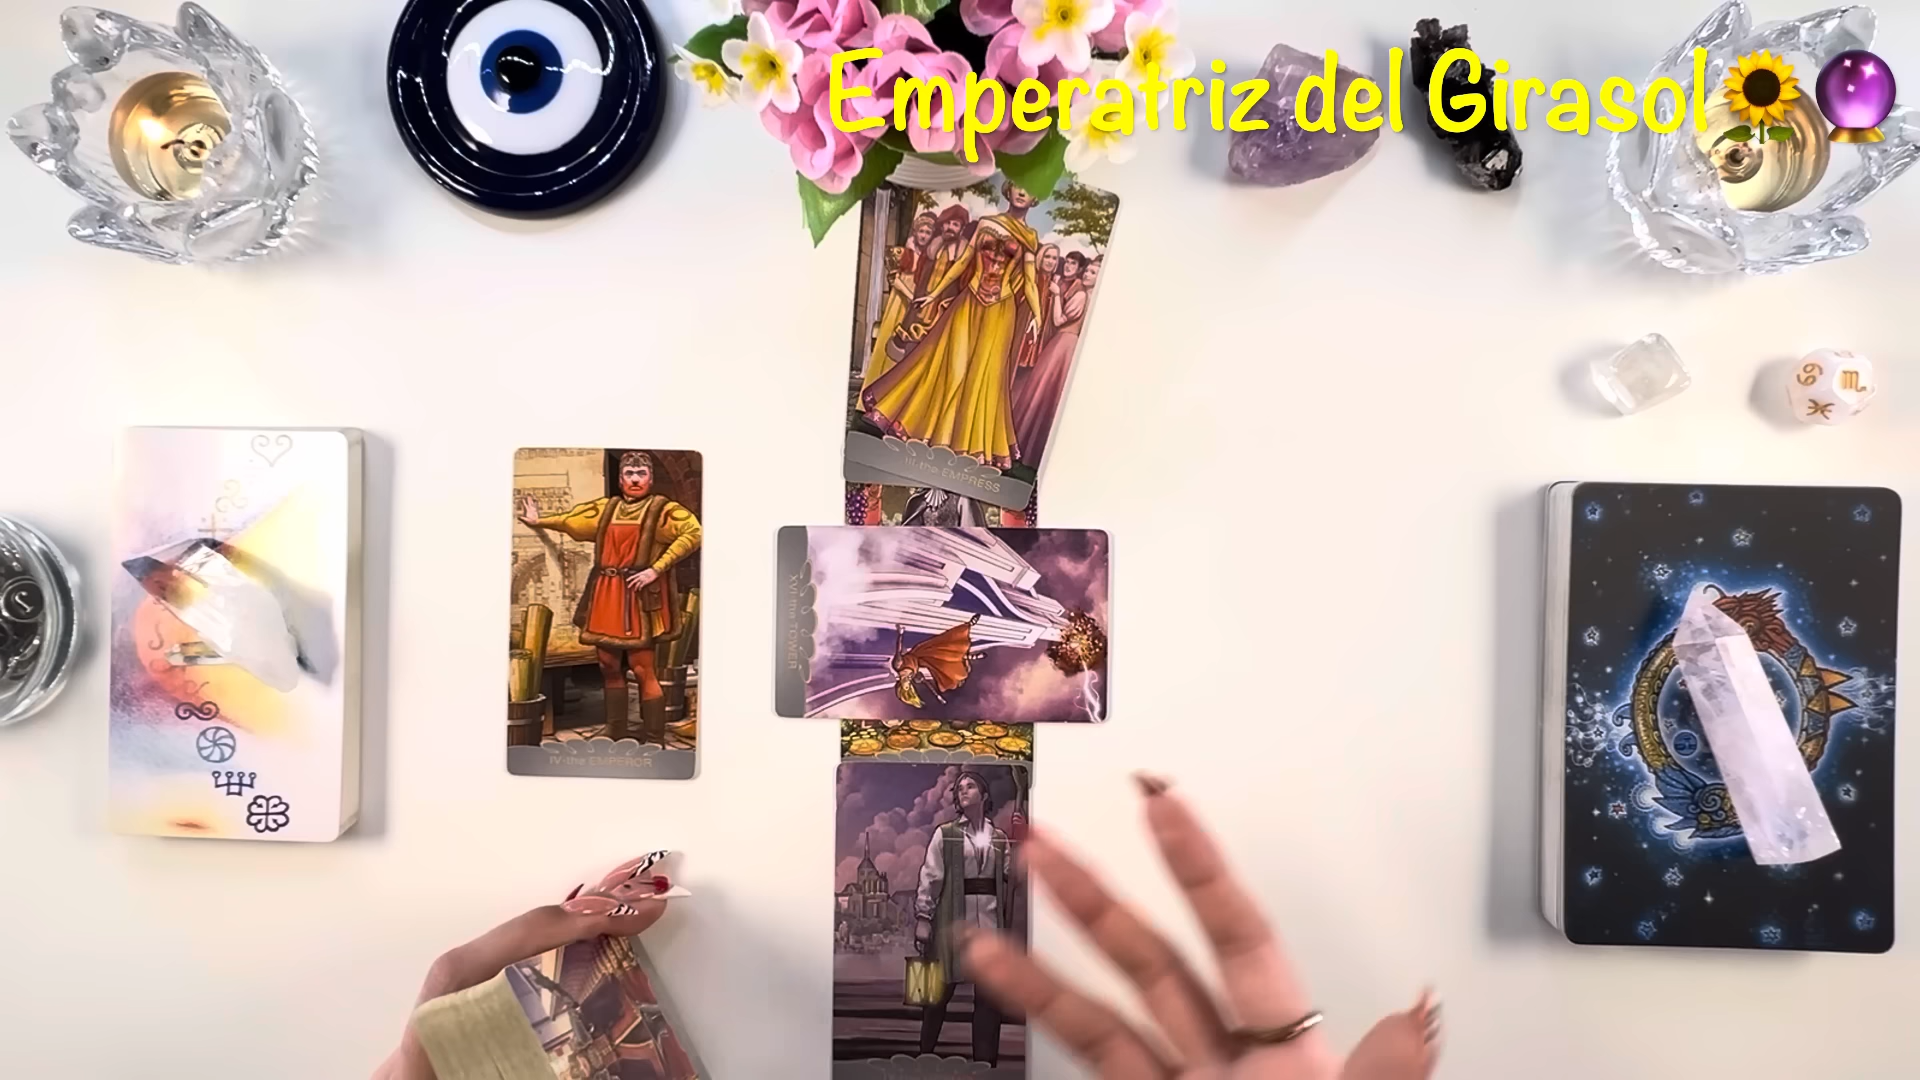 Emperatriz del Girasol🌻🔮
III-the EMPRESS
XVI-the TOWER
IV-the EMPEROR